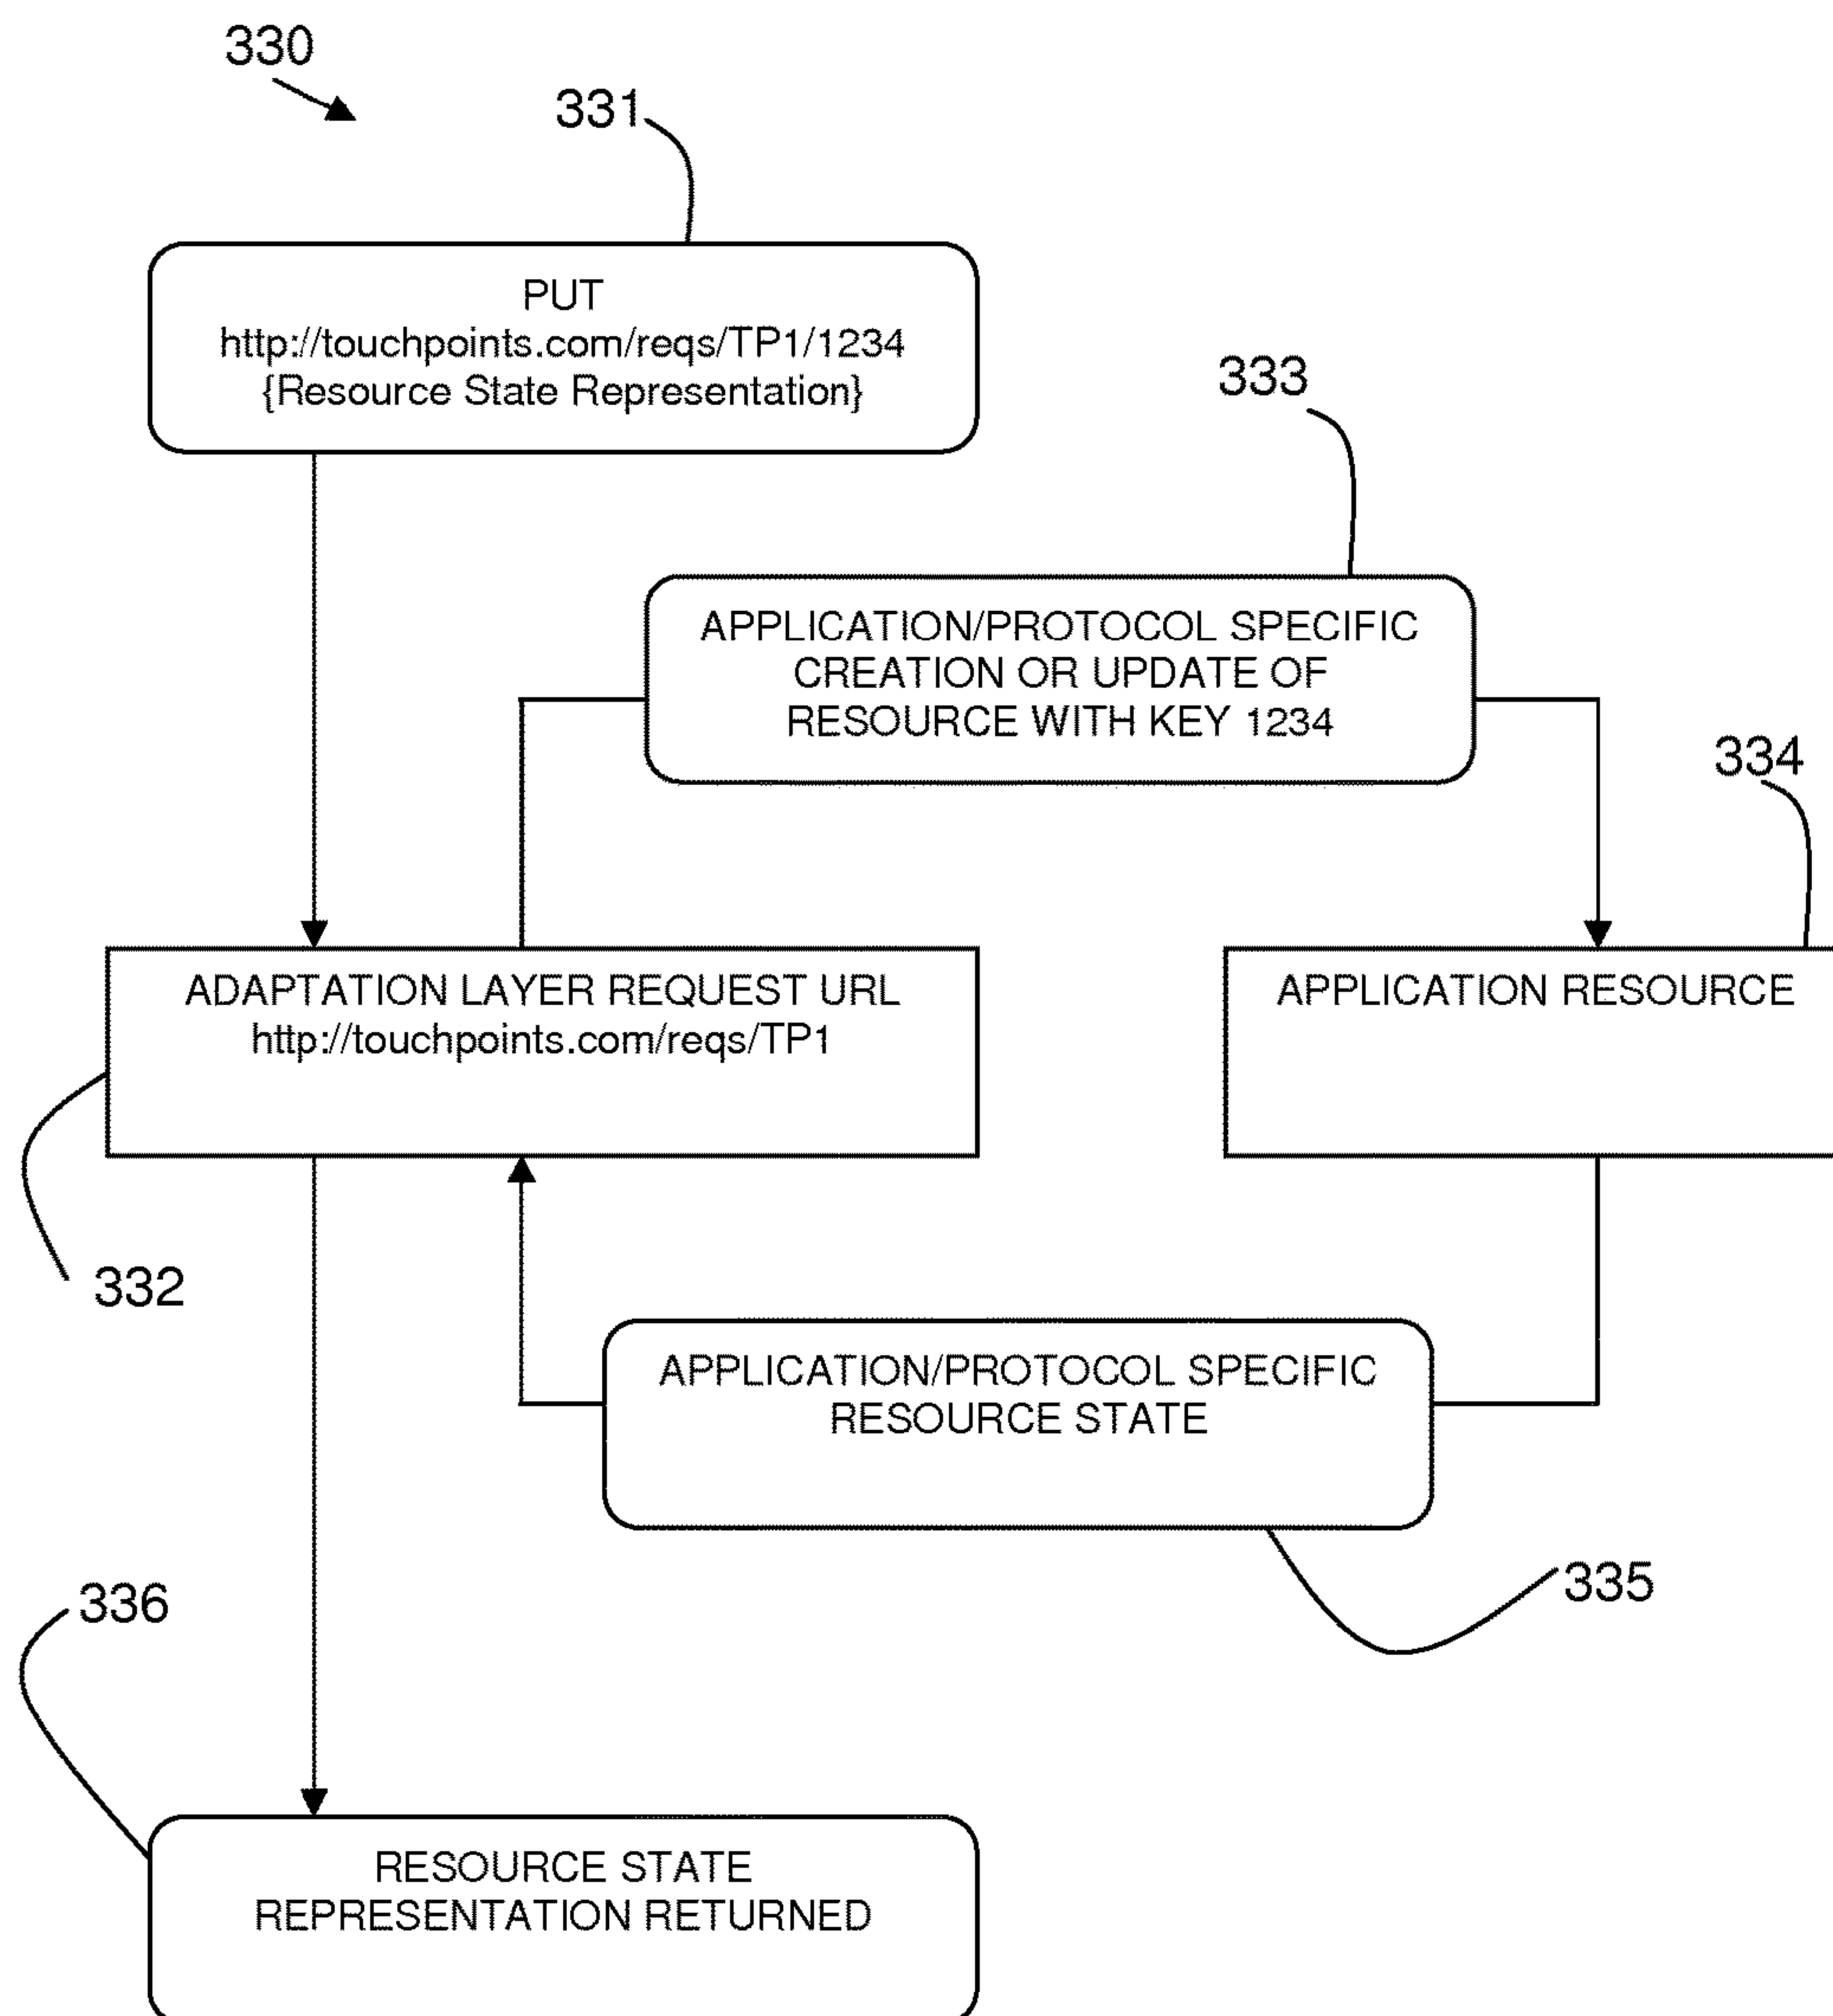 330
331
PUT
http://touchpoints.com/reqs/TP1/1234
{Resource State Representation}
333
APPLICATION/PROTOCOL SPECIFIC
CREATION OR UPDATE OF
RESOURCE WITH KEY 1234
334
ADAPTATION LAYER REQUEST URL
http://touchpoints.com/reqs/TP1
APPLICATION RESOURCE
332
APPLICATION/PROTOCOL SPECIFIC
RESOURCE STATE
335
336
RESOURCE STATE
REPRESENTATION RETURNED